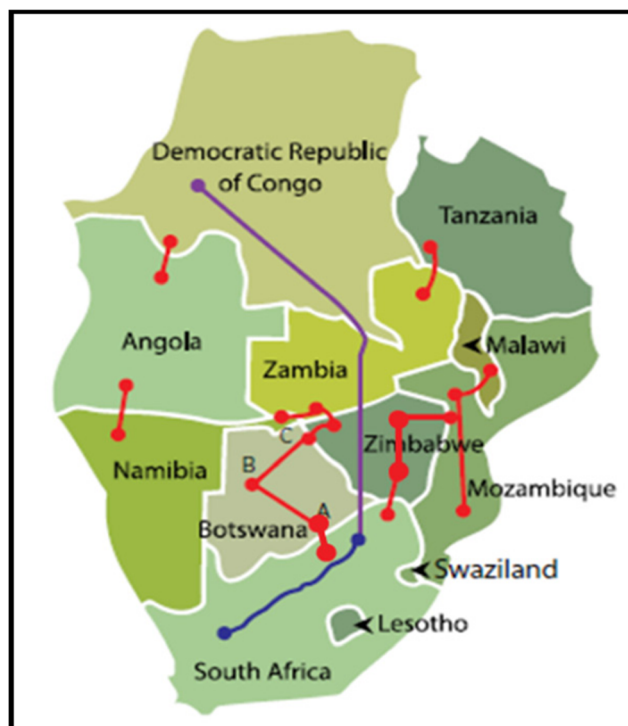 Democratic Republic
of Congo
Tanzania
Angola
Malawi
Zambia
C
Zimbabwe
Namibia
B
Mozambique
A
Botswana
Swaziland
Lesotho
South Africa